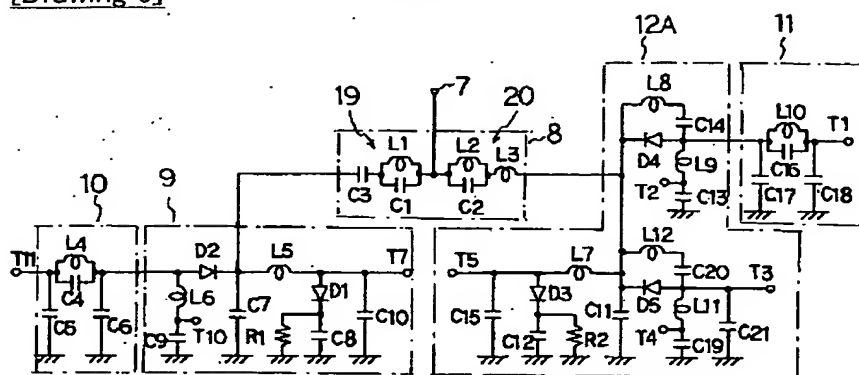 12A 11
7
19 20 8
L8
C14
L10
T1
L1 L2 L3
D4 L9
C16
10 9
C3
C1 C2
T2 C13
C17 C18
L4
T11
D2 L5 T7
T5 L7
L12
C20 T3
C4
L6
D1
D3
D5 L11
C5 C6
C9 T10
C7
R1 C8
C10
C15
C12 R2
C11
T4 C19
C21